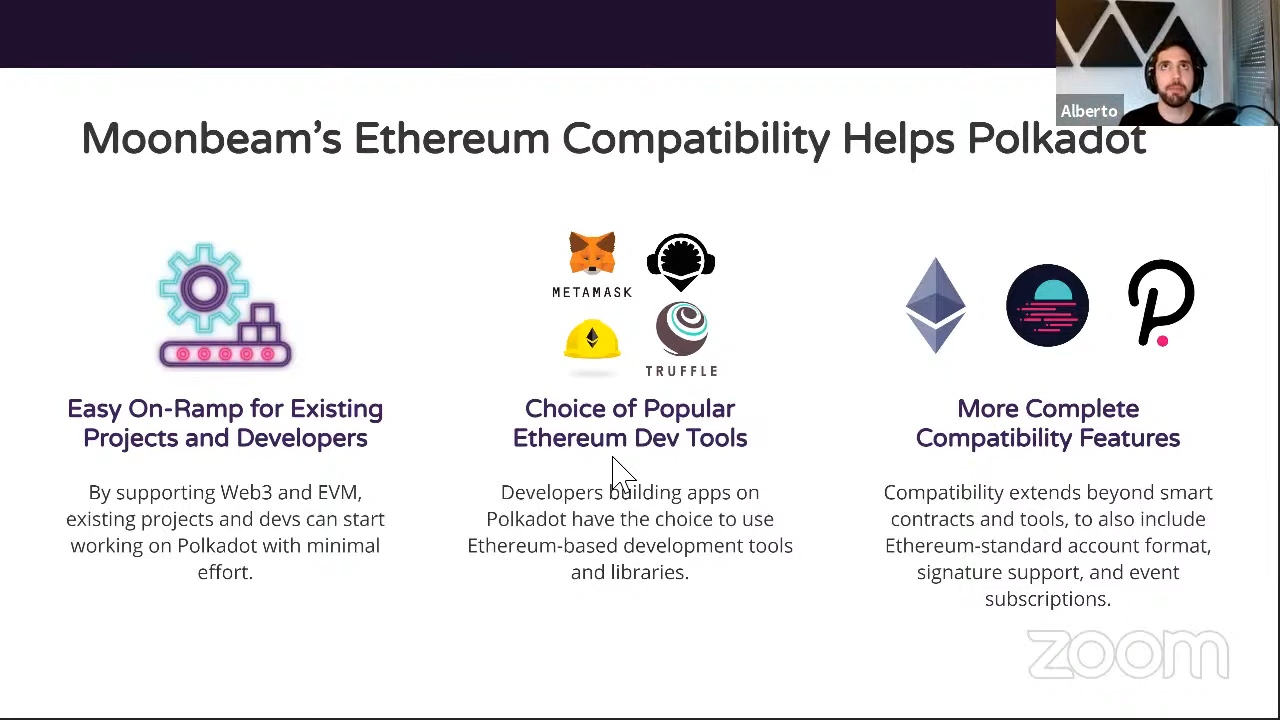 Alberto
Moonbeam’s Ethereum Compatibility Helps Polkadot
METAMASK
TRUFFLE
Easy On-Ramp for Existing
Projects and Developers
By supporting Web3 and EVM,
existing projects and devs can start
working on Polkadot with minimal
effort.
Choice of Popular
Ethereum Dev Tools
Developers building apps on
Polkadot have the choice to use
Ethereum-based development tools
and libraries.
More Complete
Compatibility Features
Compatibility extends beyond smart
contracts and tools, to also include
Ethereum-standard account format,
signature support, and event
subscriptions.
zoom